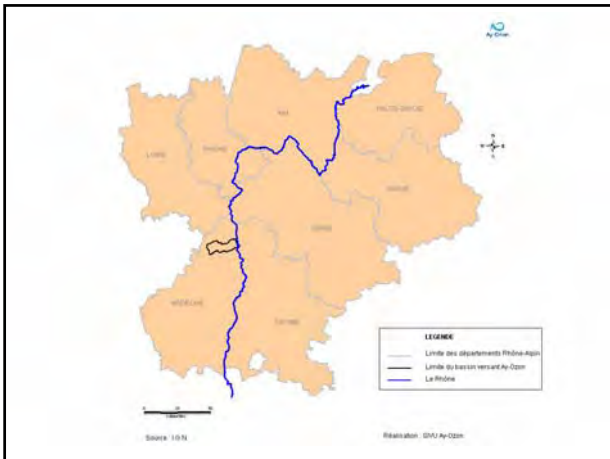 Ay-Ozon
AIN
HAUTE-SAVOIE
LOIRE
RHONE
SAVOIE
ISERE
ARDECHE
DROME
N
W E
S
LEGENDE
Limite des départements Rhône-Alpin
Limite du bassin versant Ay-Ozon
Le Rhône
Source : I G N
Réalisation : SIVU Ay-Ozon